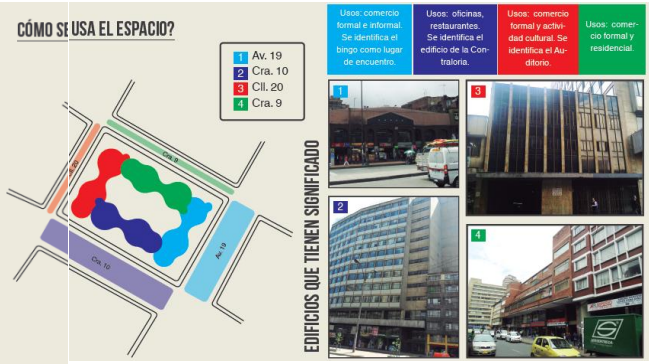 CÓMO SE USA EL ESPACIO?
1 Av. 19
2 Cra. 10
3 Cll. 20
4 Cra. 9
Cra. 9
20
Av. 19
Cra. 10
Usos: comercio
formal e informal.
Se identifica el
bingo como lugar
de encuentro.
Usos: oficinas,
restaurantes.
Se identifica el
edificio de la Con-
traloria.
Usos: comercio
formal y activi-
dad cultural. Se
identifica el Au-
ditorio.
Usos: comer-
cio formal y
residencial.
EDIFICIOS QUE TIENEN SIGNIFICADO
1
2
3
4